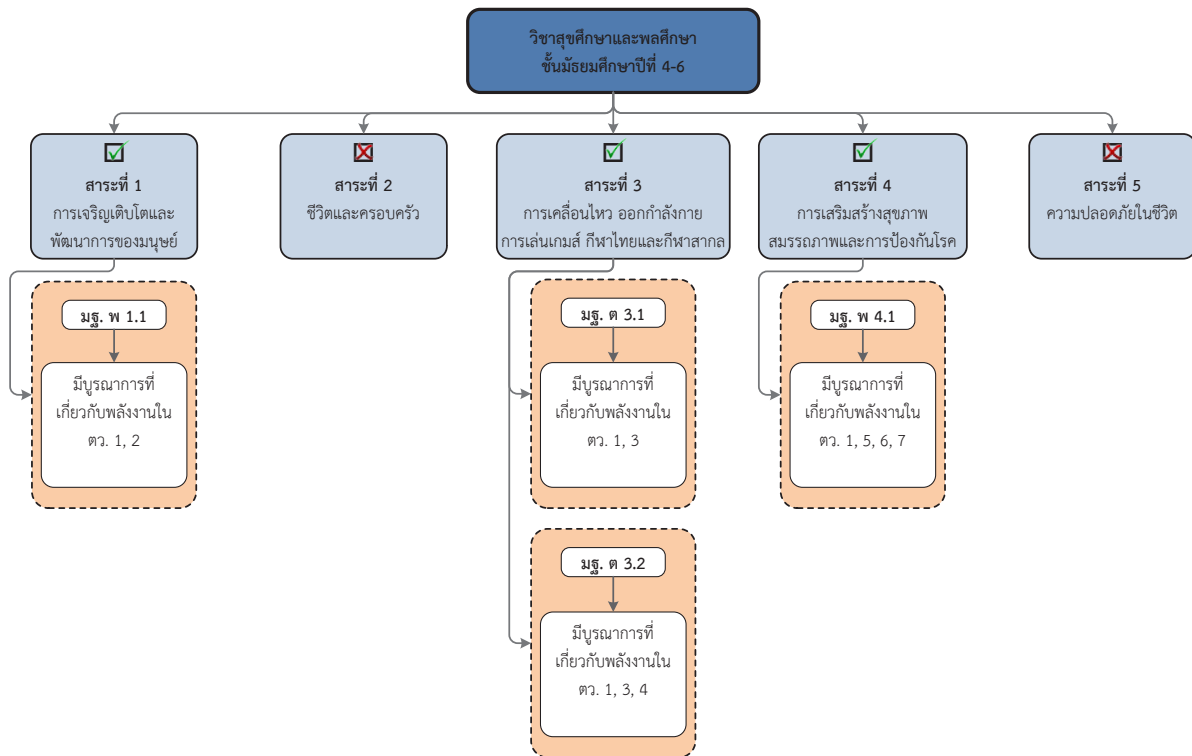 วิชาสุขศึกษาและพลศึกษา
ชั้นมัธยมศึกษาปีที่ 4-6
สาระที่ 1
การเจริญเติบโตและ
พัฒนาการของมนุษย์
สาระที่ 2
ชีวิตและครอบครัว
สาระที่ 3
การเคลื่อนไหว ออกกำลังกาย
การเล่นเกมส์ กีฬาไทยและกีฬาสากล
สาระที่ 4
การเสริมสร้างสุขภาพ
สมรรถภาพและการป้องกันโรค
สาระที่ 5
ความปลอดภัยในชีวิต
มฐ. พ 1.1
มีบูรณาการที่
เกี่ยวกับพลังงานใน
ตว. 1, 2
มฐ. ต 3.1
มีบูรณาการที่
เกี่ยวกับพลังงานใน
ตว. 1, 3
มฐ. พ 4.1
มีบูรณาการที่
เกี่ยวกับพลังงานใน
ตว. 1, 5, 6, 7
มฐ. ต 3.2
มีบูรณาการที่
เกี่ยวกับพลังงานใน
ตว. 1, 3, 4